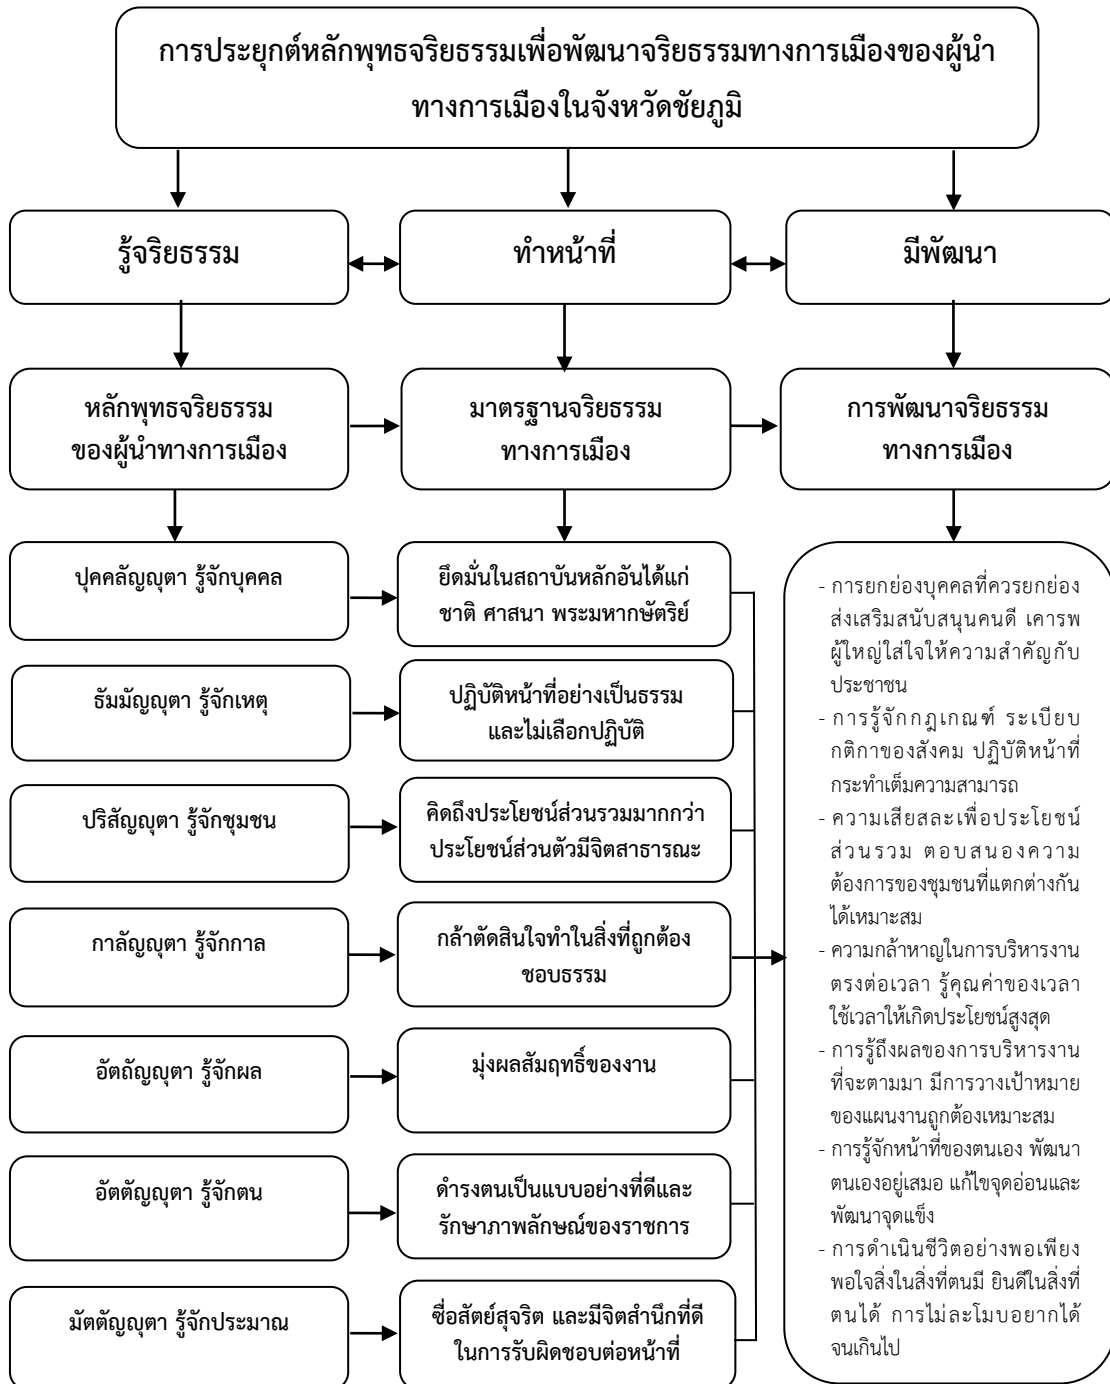 การประยุกต์หลักพุทธจริยธรรมเพื่อพัฒนาจริยธรรมทางการเมืองของผู้นำ
ทางการเมืองในจังหวัดชัยภูมิ
รู้จริยธรรม
ทำหน้าที่
มีพัฒนา
หลักพุทธจริยธรรม
ของผู้นำทางการเมือง
มาตรฐานจริยธรรม
ทางการเมือง
การพัฒนาจริยธรรม
ทางการเมือง
ปุคคลัญญุตา รู้จักบุคคล
ยึดมั่นในสถาบันหลักอันได้แก่
ชาติ ศาสนา พระมหากษัตริย์
ธัมมัญญุตา รู้จักเหตุ
ปฏิบัติหน้าที่อย่างเป็นธรรม
และไม่เลือกปฏิบัติ
ปริสัญญุตา รู้จักชุมชน
คิดถึงประโยชน์ส่วนรวมมากกว่า
ประโยชน์ส่วนตัวมีจิตสาธารณะ
กาลัญญุตา รู้จักกาล
กล้าตัดสินใจทำในสิ่งที่ถูกต้อง
ชอบธรรม
อัตถัญญุตา รู้จักผล
มุ่งผลสัมฤทธิ์ของงาน
อัตตัญญุตา รู้จักตน
ดำรงตนเป็นแบบอย่างที่ดีและ
รักษาภาพลักษณ์ของราชการ
มัตตัญญุตา รู้จักประมาณ
ซื่อสัตย์สุจริต และมีจิตสำนึกที่ดี
ในการรับผิดชอบต่อหน้าที่
- การยกย่องบุคคลที่ควรยกย่อง
ส่งเสริมสนับสนุนคนดี เคารพ
ผู้ใหญ่ใส่ใจให้ความสำคัญกับ
ประชาชน
- การรู้จักกฎเกณฑ์ ระเบียบ
กติกาของสังคม ปฏิบัติหน้าที่
กระทำเต็มความสามารถ
- ความเสียสละเพื่อประโยชน์
ส่วนรวม ตอบสนองความ
ต้องการของชุมชนที่แตกต่างกัน
ได้เหมาะสม
- ความกล้าหาญในการบริหารงาน
ตรงต่อเวลา รู้คุณค่าของเวลา
ใช้เวลาให้เกิดประโยชน์สูงสุด
- การรู้ถึงผลของการบริหารงาน
ที่จะตามมา มีการวางเป้าหมาย
ของแผนงานถูกต้องเหมาะสม
- การรู้จักหน้าที่ของตนเอง พัฒนา
ตนเองอยู่เสมอ แก้ไขจุดอ่อนและ
พัฒนาจุดแข็ง
- การดำเนินชีวิตอย่างพอเพียง
พอใจสิ่งในสิ่งที่ตนมี ยินดีในสิ่งที่
ตนได้ การไม่ละโมบอยากได้
จนเกินไป